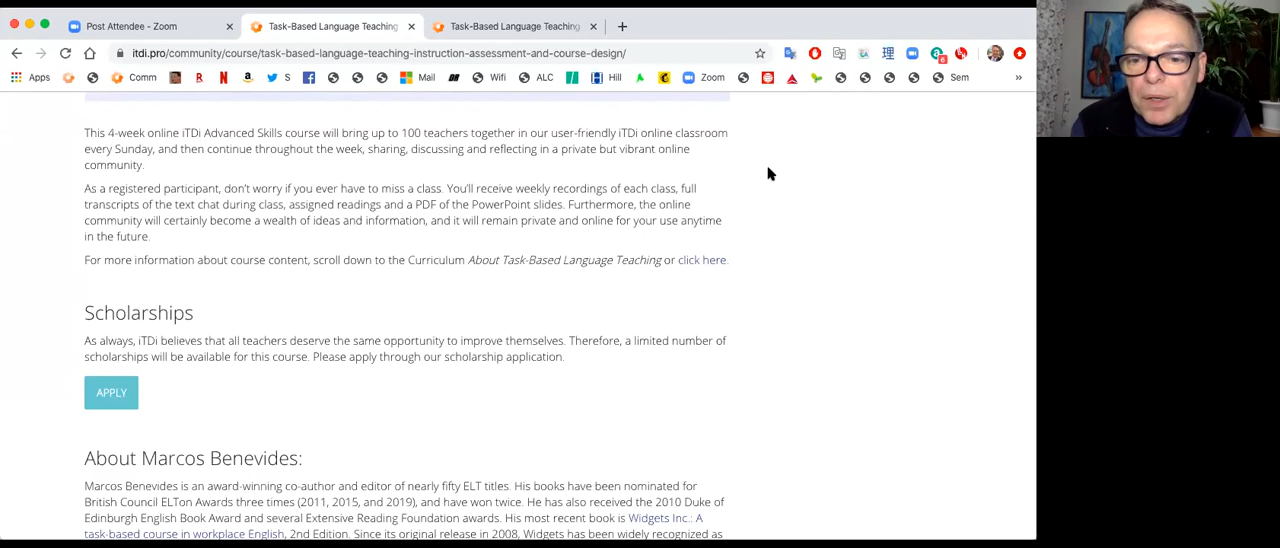 Post Attendee - Zoom
Task-Based Language Teaching
Task-Based Language Teaching
itdi.pro/community/course/task-based-language-teaching-instruction-assessment-and-course-design/
Apps Comm S Mail Wifi ALC Hill Zoom Sem »
This 4-week online iTDi Advanced Skills course will bring up to 100 teachers together in our user-friendly iTDi online classroom
every Sunday, and then continue throughout the week, sharing, discussing and reflecting in a private but vibrant online
community.
As a registered participant, don't worry if you ever have to miss a class. You'll receive weekly recordings of each class, full
transcripts of the text chat during class, assigned readings and a PDF of the PowerPoint slides. Furthermore, the online
community will certainly become a wealth of ideas and information, and it will remain private and online for your use anytime
in the future.
For more information about course content, scroll down to the Curriculum About Task-Based Language Teaching or click here.
Scholarships
As always, iTDi believes that all teachers deserve the same opportunity to improve themselves. Therefore, a limited number of
scholarships will be available for this course. Please apply through our scholarship application.
APPLY
About Marcos Benevides:
Marcos Benevides is an award-winning co-author and editor of nearly fifty ELT titles. His books have been nominated for
British Council ELTon Awards three times (2011, 2015, and 2019), and have won twice. He has also received the 2010 Duke of
Edinburgh English Book Award and several Extensive Reading Foundation awards. His most recent book is Widgets Inc.: A
task-based course in workplace English, 2nd Edition. Since its original release in 2008, Widgets has been widely recognized as